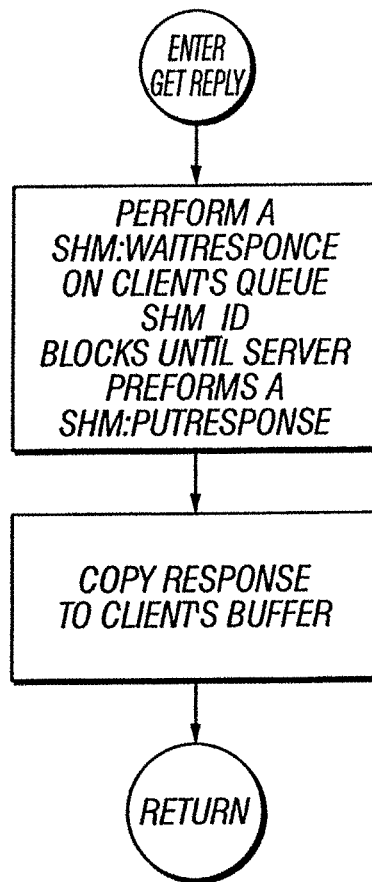 ENTER
GET REPLY
PERFORM A
SHM:WAITRESPONCE
ON CLIENT'S QUEUE
SHM_ID
BLOCKS UNTIL SERVER
PREFORMS A
SHM:PUTRESPONSE
COPY RESPONSE
TO CLIENT'S BUFFER
RETURN